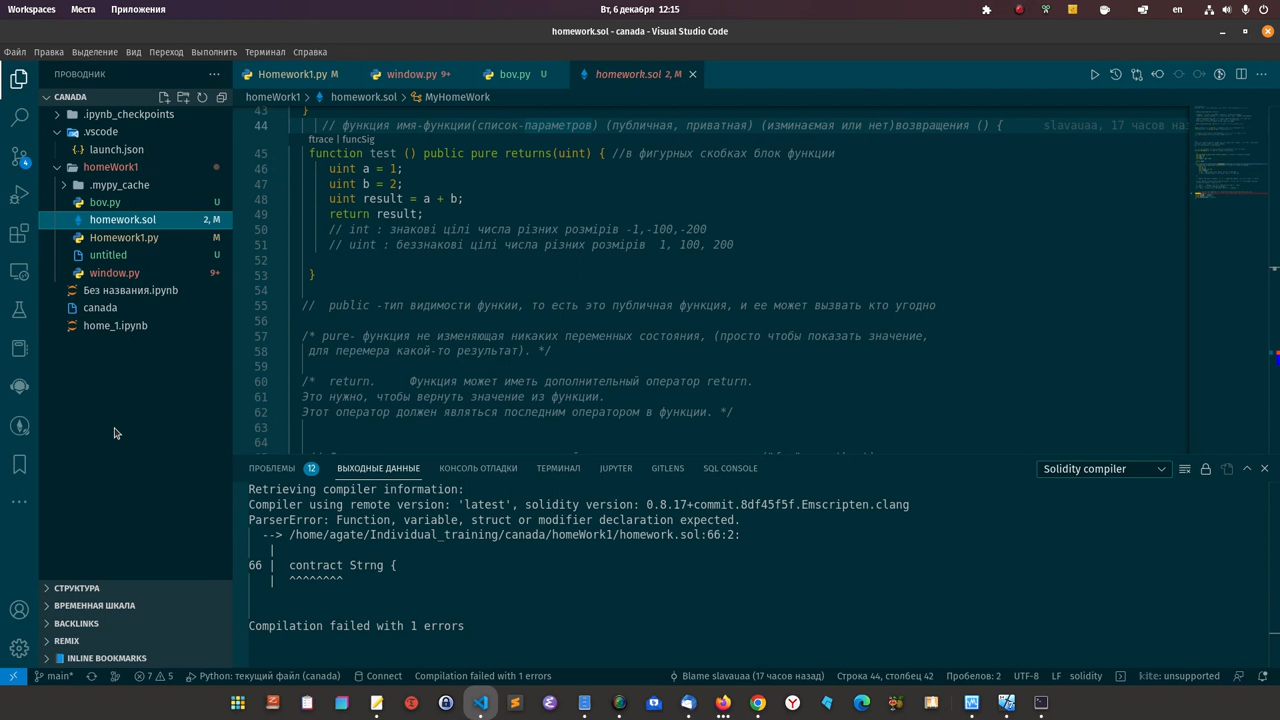 Workspaces Места Приложения Вт, 6 декабря 12:15 en
homework.sol - canada - Visual Studio Code
Файл Правка Выделение Вид Переход Выполнить Терминал Справка
ПРОВОДНИК ··· Homework1.py M window.py 9+ bov.py U homework.sol 2, M
CANADA
homeWork1 > homework.sol > MyHomeWork
.ipynb_checkpoints
.vscode
launch.json
homeWork1
.mypy_cache
bov.py U
homework.sol 2, M
Homework1.py M
untitled U
window.py 9+
Без названия.ipynb
canada
home_1.ipynb
4
43 }
44 // функция имя-функции(список-параметров) (публичная, приватная) (изминаемая или нет)возвращения () { slavauaa, 17 часов наз
ftrace | funcSig
45 function test () public pure returns(uint) { //в фигурных скобках блок функции
46 uint a = 1;
47 uint b = 2;
48 uint result = a + b;
49 return result;
50 // int : знакові цілі числа різних розмірів -1,-100,-200
51 // uint : беззнакові цілі числа різних розмірів 1, 100, 200
52
53 }
54
55 // public -тип видимости функии, то есть это публичная функция, и ее может вызвать кто угодно
56
57 /* pure- функция не изменяющая никаких переменных состояния, (просто чтобы показать значение,
58 для перемера какой-то результат). */
59
60 /* return. Функция может иметь дополнительный оператор return.
61 Это нужно, чтобы вернуть значение из функции.
62 Этот оператор должен являться последним оператором в функции. */
63
64
ПРОБЛЕМЫ 12 ВЫХОДНЫЕ ДАННЫЕ КОНСОЛЬ ОТЛАДКИ ТЕРМИНАЛ JUPYTER GITLENS SQL CONSOLE Solidity compiler
Retrieving compiler information:
Compiler using remote version: 'latest', solidity version: 0.8.17+commit.8df45f5f.Emscripten.clang
ParserError: Function, variable, struct or modifier declaration expected.
--> /home/agate/Individual_training/canada/homeWork1/homework.sol:66:2:
|
66 | contract Strng {
| ^^^^^^^^
Compilation failed with 1 errors
СТРУКТУРА
ВРЕМЕННАЯ ШКАЛА
BACKLINKS
REMIX
INLINE BOOKMARKS
main* 7 5 Python: текущий файл (canada) Connect Compilation failed with 1 errors Blame slavauaa (17 часов назад) Строка 44, столбец 42 Пробелов: 2 UTF-8 LF solidity kite: unsupported